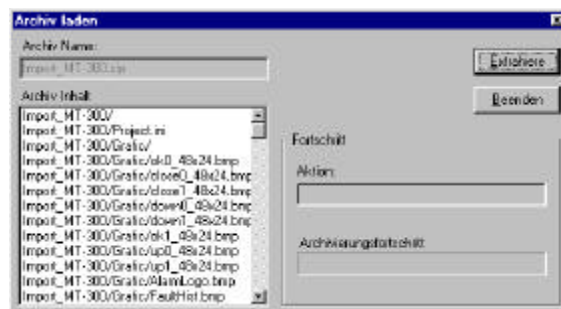 Archiv laden
Archiv Name:
Import_MT-300.zip
Extrahiere
Beenden
Archiv Inhalt
Import_MT-300/
Import_MT-300/Project.ini
Import_MT-300/Grafic/
Import_MT-300/Grafic/ok0_48x24.bmp
Import_MT-300/Grafic/close0_48x24.bmp
Import_MT-300/Grafic/close1_48x24.bmp
Import_MT-300/Grafic/down0_48x24.bmp
Import_MT-300/Grafic/down1_48x24.bmp
Import_MT-300/Grafic/ok1_48x24.bmp
Import_MT-300/Grafic/up0_48x24.bmp
Import_MT-300/Grafic/up1_48x24.bmp
Import_MT-300/Grafic/AlarmLogo.bmp
Import_MT-300/Grafic/FaultHist.bmp
Fortschritt
Aktion:
Archivierungsfortschritt